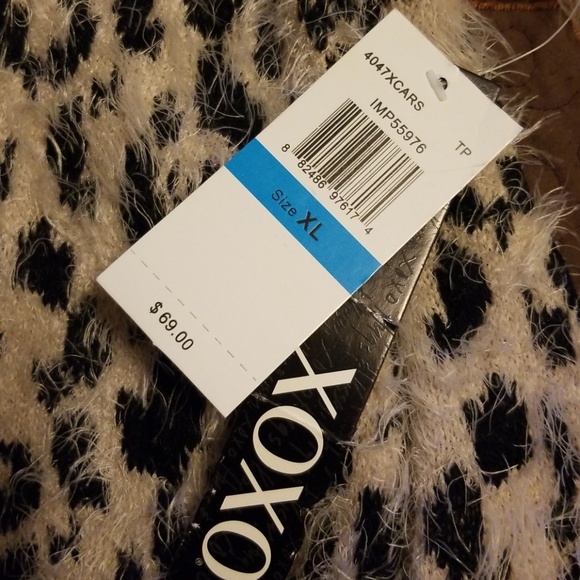 4047XCARS
IMP55976
TP
8 82486 97617 4
Size XL
$69.00
XOXO
®